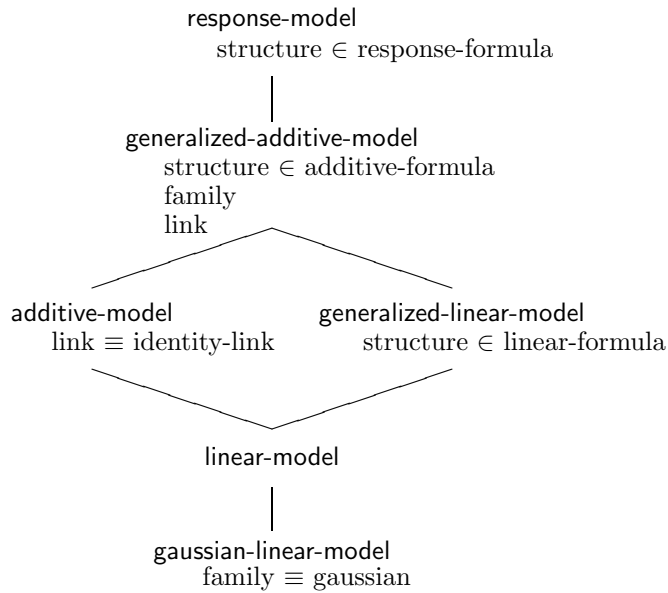 response-model
structure ∈ response-formula
generalized-additive-model
structure ∈ additive-formula
family
link
additive-model
link ≡ identity-link
generalized-linear-model
structure ∈ linear-formula
linear-model
gaussian-linear-model
family ≡ gaussian